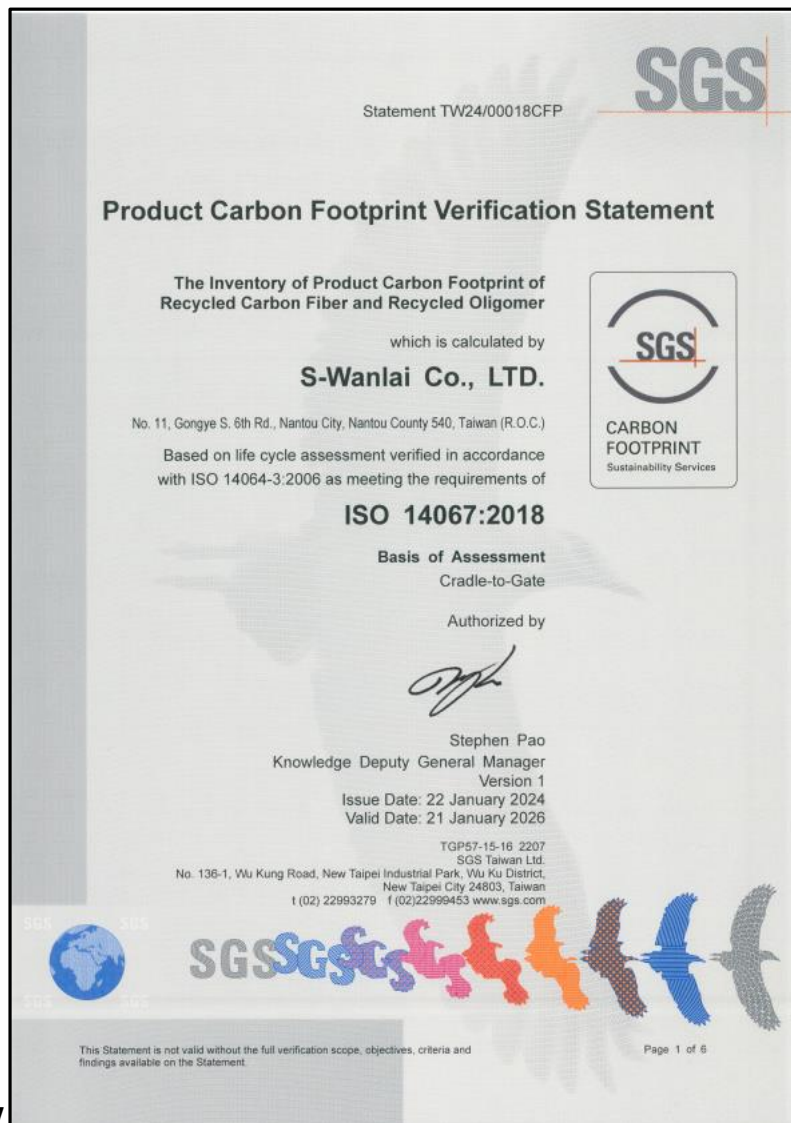 SGS
Statement TW24/00018CFP
Product Carbon Footprint Verification Statement
The Inventory of Product Carbon Footprint of
Recycled Carbon Fiber and Recycled Oligomer
which is calculated by
S-Wanlai Co., LTD.
No. 11, Gongye S. 6th Rd., Nantou City, Nantou County 540, Taiwan (R.O.C.)
Based on life cycle assessment verified in accordance
with ISO 14064-3:2006 as meeting the requirements of
ISO 14067:2018
Basis of Assessment
Cradle-to-Gate
Authorized by
SGS
CARBON
FOOTPRINT
Sustainability Services
Stephen Pao
Knowledge Deputy General Manager
Version 1
Issue Date: 22 January 2024
Valid Date: 21 January 2026
TGP57-15-16 2207
SGS Taiwan Ltd.
No. 136-1, Wu Kung Road, New Taipei Industrial Park, Wu Ku District,
New Taipei City 24803, Taiwan
t (02) 22993279 f (02)22999453 www.sgs.com
SGS SGS
SGSSGSSGS
SGS SGS
This Statement is not valid without the full verification scope, objectives, criteria and
findings available on the Statement.
Page 1 of 6